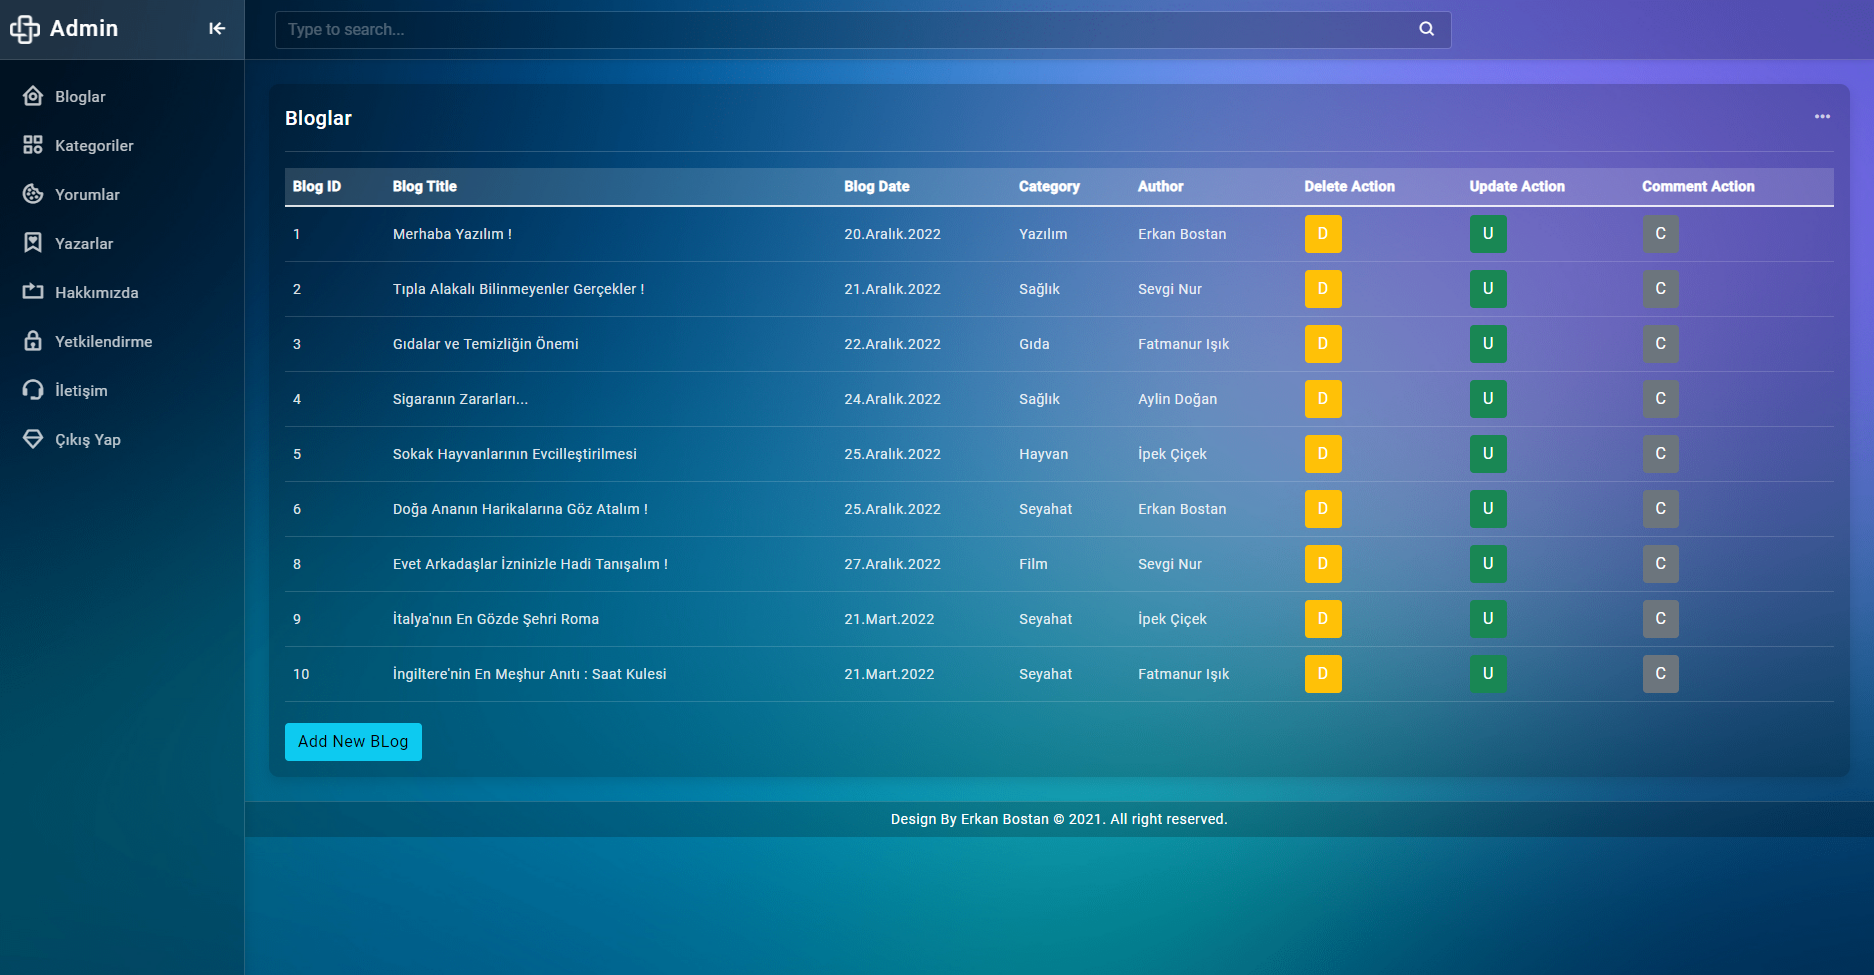 Admin
Type to search...
Bloglar
Kategoriler
Yorumlar
Yazarlar
Hakkımızda
Yetkilendirme
İletişim
Çıkış Yap
Bloglar
Blog ID Blog Title Blog Date Category Author Delete Action Update Action Comment Action
1 Merhaba Yazılım ! 20.Aralık.2022 Yazılım Erkan Bostan D U C
2 Tıpla Alakalı Bilinmeyenler Gerçekler ! 21.Aralık.2022 Sağlık Sevgi Nur D U C
3 Gıdalar ve Temizliğin Önemi 22.Aralık.2022 Gıda Fatmanur Işık D U C
4 Sigaranın Zararları... 24.Aralık.2022 Sağlık Aylin Doğan D U C
5 Sokak Hayvanlarının Evcilleştirilmesi 25.Aralık.2022 Hayvan İpek Çiçek D U C
6 Doğa Ananın Harikalarına Göz Atalım ! 25.Aralık.2022 Seyahat Erkan Bostan D U C
8 Evet Arkadaşlar İzninizle Hadi Tanışalım ! 27.Aralık.2022 Film Sevgi Nur D U C
9 İtalya'nın En Gözde Şehri Roma 21.Mart.2022 Seyahat İpek Çiçek D U C
10 İngiltere'nin En Meşhur Anıtı : Saat Kulesi 21.Mart.2022 Seyahat Fatmanur Işık D U C
Add New BLog
Design By Erkan Bostan © 2021. All right reserved.